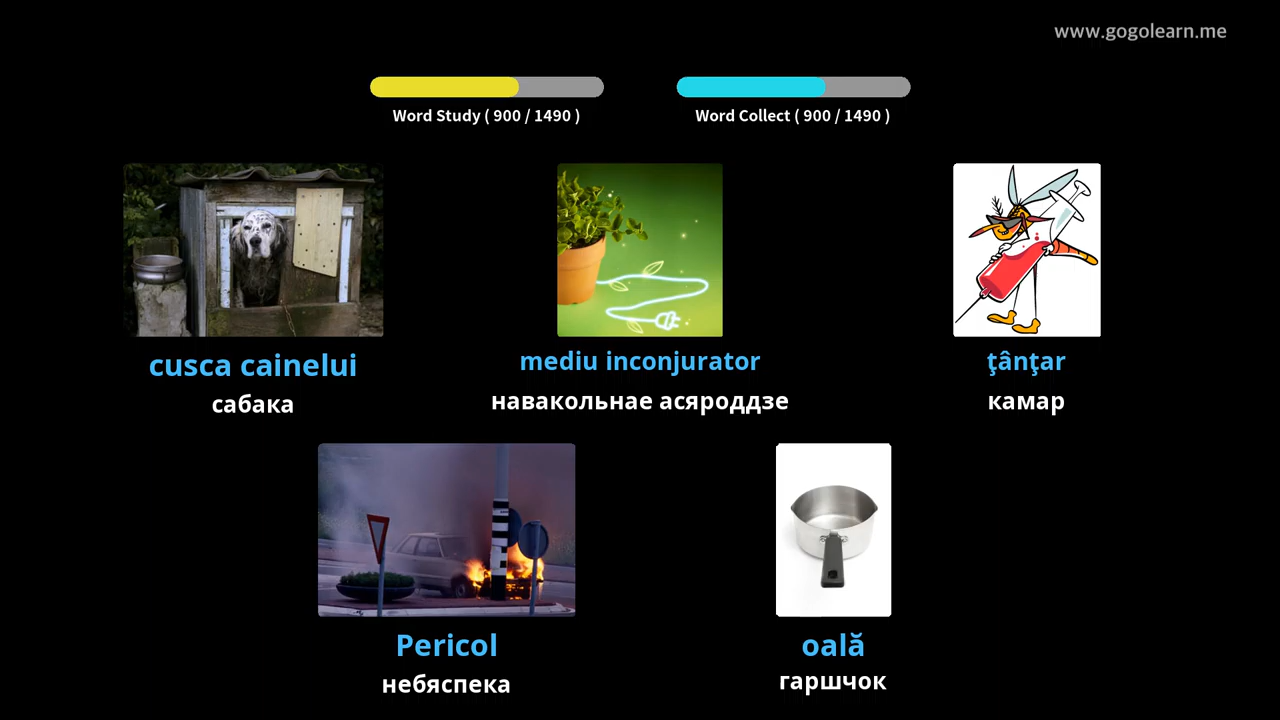 www.gogolearn.me
Word Study ( 900 / 1490 )
Word Collect ( 900 / 1490 )
cusca cainelui
сабака
mediu inconjurator
навакольнае асяроддзе
ţânţar
камар
Pericol
небяспека
oală
гаршчок